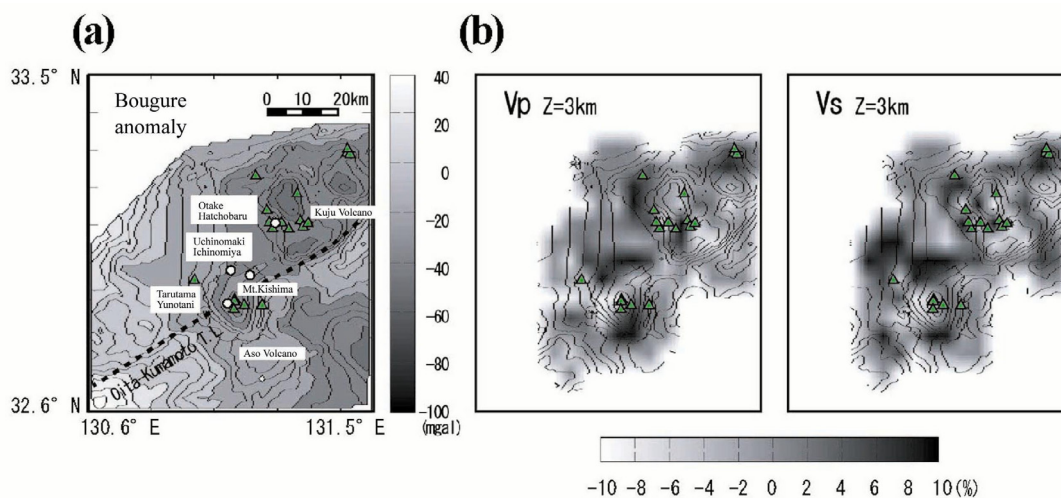 (a)
(b)
33.5° N
32.6° N
130.6° E
131.5° E
Bougure
anomaly
0 10 20km
Otake
Hatchobaru
Kuju Volcano
Uchinomaki
Ichinomiya
Mt.Kishima
Tarutama
Yunotani
Aso Volcano
Oita-Kumamoto T.L.
40
20
0
-20
-40
-60
-80
-100
(mgal)
Vp Z=3km
Vs Z=3km
-10 -8 -6 -4 -2 0 2 4 6 8 10(%)